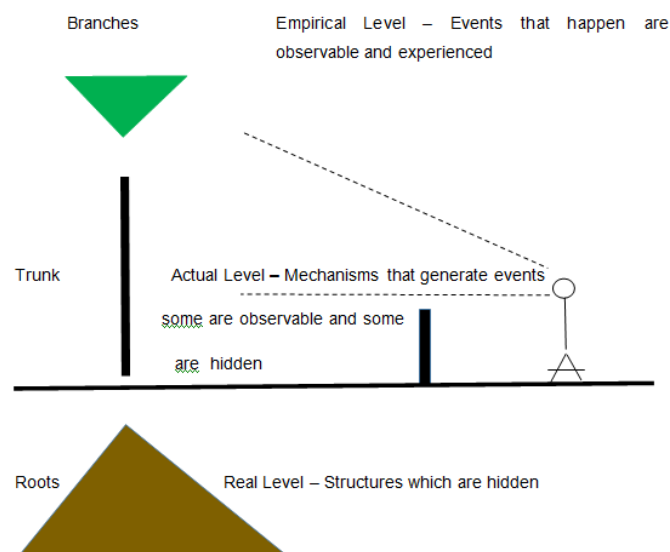 Branches
Empirical Level – Events that happen are
observable and experienced
Trunk
Actual Level – Mechanisms that generate events
some are observable and some
are hidden
Roots
Real Level – Structures which are hidden